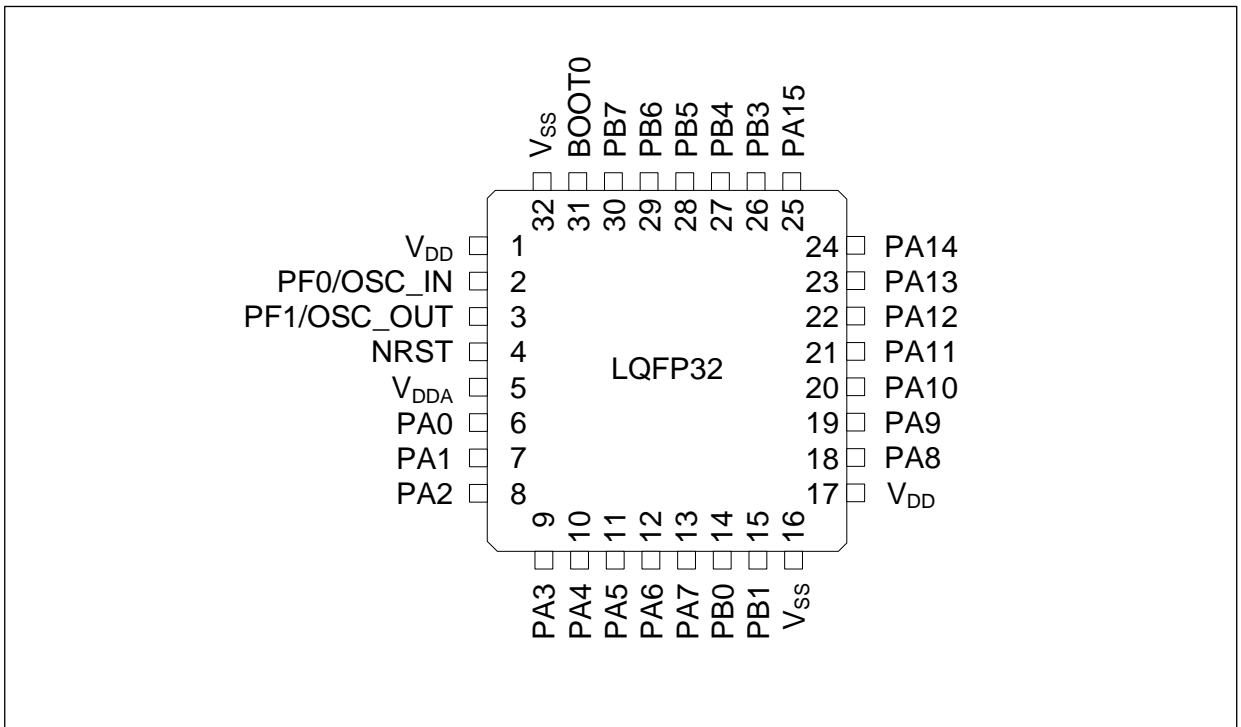 VSS
BOOT0
PB7
PB6
PB5
PB4
PB3
PA15
32
31
30
29
28
27
26
25
VDD 1
PF0/OSC_IN 2
PF1/OSC_OUT 3
NRST 4
VDDA 5
PA0 6
PA1 7
PA2 8
LQFP32
24 PA14
23 PA13
22 PA12
21 PA11
20 PA10
19 PA9
18 PA8
17 VDD
9
10
11
12
13
14
15
16
PA3
PA4
PA5
PA6
PA7
PB0
PB1
VSS